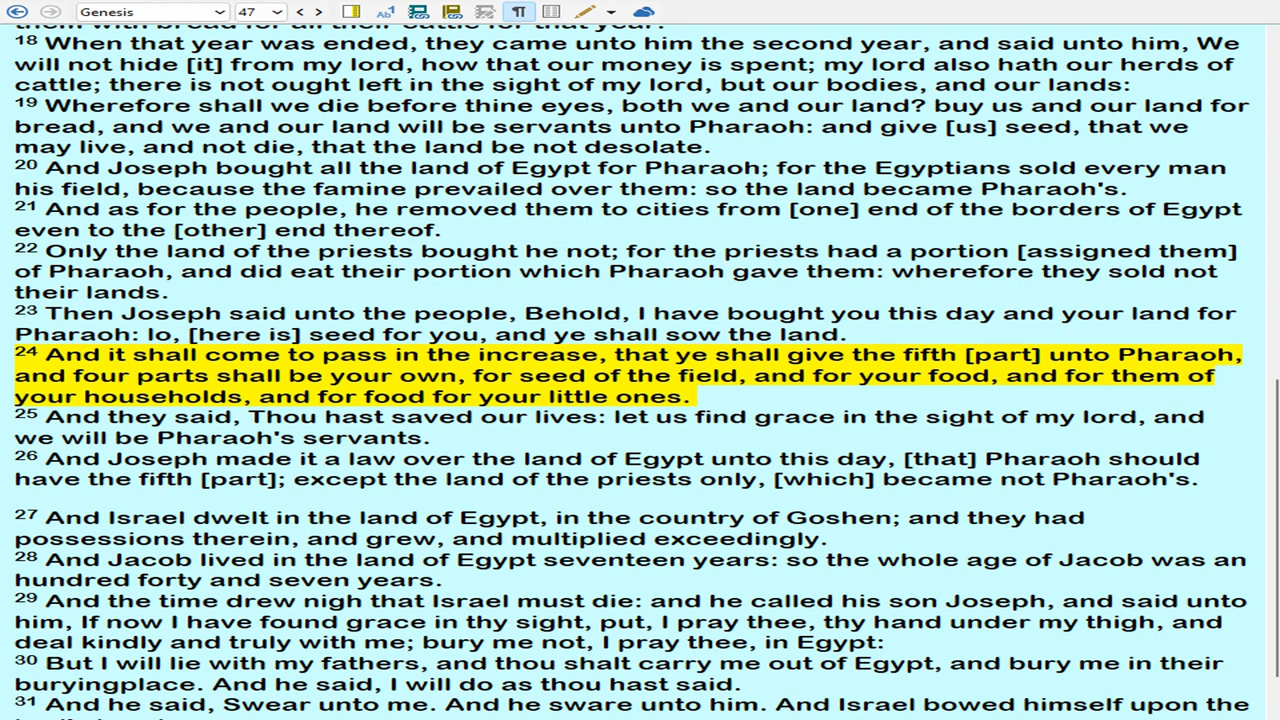 Genesis 47 < > Ab¹ ¶
them with bread for all their cattle for that year.
18 When that year was ended, they came unto him the second year, and said unto him, We
will not hide [it] from my lord, how that our money is spent; my lord also hath our herds of
cattle; there is not ought left in the sight of my lord, but our bodies, and our lands:
19 Wherefore shall we die before thine eyes, both we and our land? buy us and our land for
bread, and we and our land will be servants unto Pharaoh: and give [us] seed, that we
may live, and not die, that the land be not desolate.
20 And Joseph bought all the land of Egypt for Pharaoh; for the Egyptians sold every man
his field, because the famine prevailed over them: so the land became Pharaoh's.
21 And as for the people, he removed them to cities from [one] end of the borders of Egypt
even to the [other] end thereof.
22 Only the land of the priests bought he not; for the priests had a portion [assigned them]
of Pharaoh, and did eat their portion which Pharaoh gave them: wherefore they sold not
their lands.
23 Then Joseph said unto the people, Behold, I have bought you this day and your land for
Pharaoh: lo, [here is] seed for you, and ye shall sow the land.
24 And it shall come to pass in the increase, that ye shall give the fifth [part] unto Pharaoh,
and four parts shall be your own, for seed of the field, and for your food, and for them of
your households, and for food for your little ones.
25 And they said, Thou hast saved our lives: let us find grace in the sight of my lord, and
we will be Pharaoh's servants.
26 And Joseph made it a law over the land of Egypt unto this day, [that] Pharaoh should
have the fifth [part]; except the land of the priests only, [which] became not Pharaoh's.
27 And Israel dwelt in the land of Egypt, in the country of Goshen; and they had
possessions therein, and grew, and multiplied exceedingly.
28 And Jacob lived in the land of Egypt seventeen years: so the whole age of Jacob was an
hundred forty and seven years.
29 And the time drew nigh that Israel must die: and he called his son Joseph, and said unto
him, If now I have found grace in thy sight, put, I pray thee, thy hand under my thigh, and
deal kindly and truly with me; bury me not, I pray thee, in Egypt:
30 But I will lie with my fathers, and thou shalt carry me out of Egypt, and bury me in their
buryingplace. And he said, I will do as thou hast said.
31 And he said, Swear unto me. And he sware unto him. And Israel bowed himself upon the